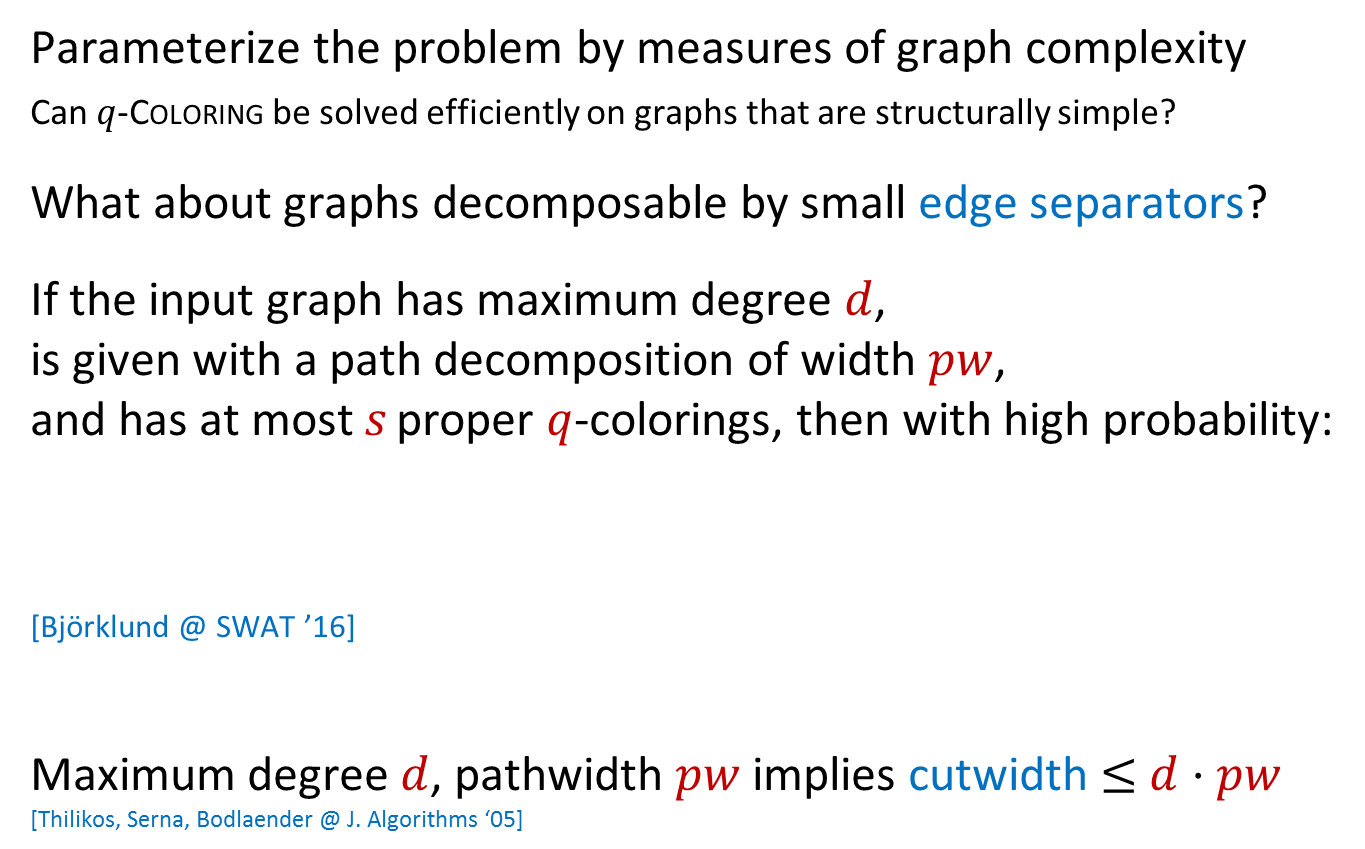 Parameterize the problem by measures of graph complexity
Can q-COLORING be solved efficiently on graphs that are structurally simple?
What about graphs decomposable by small edge separators?
If the input graph has maximum degree d,
is given with a path decomposition of width pw,
and has at most s proper q-colorings, then with high probability:
[Björklund @ SWAT ’16]
Maximum degree d, pathwidth pw implies cutwidth ≤ d · pw
[Thilikos, Serna, Bodlaender @ J. Algorithms ‘05]